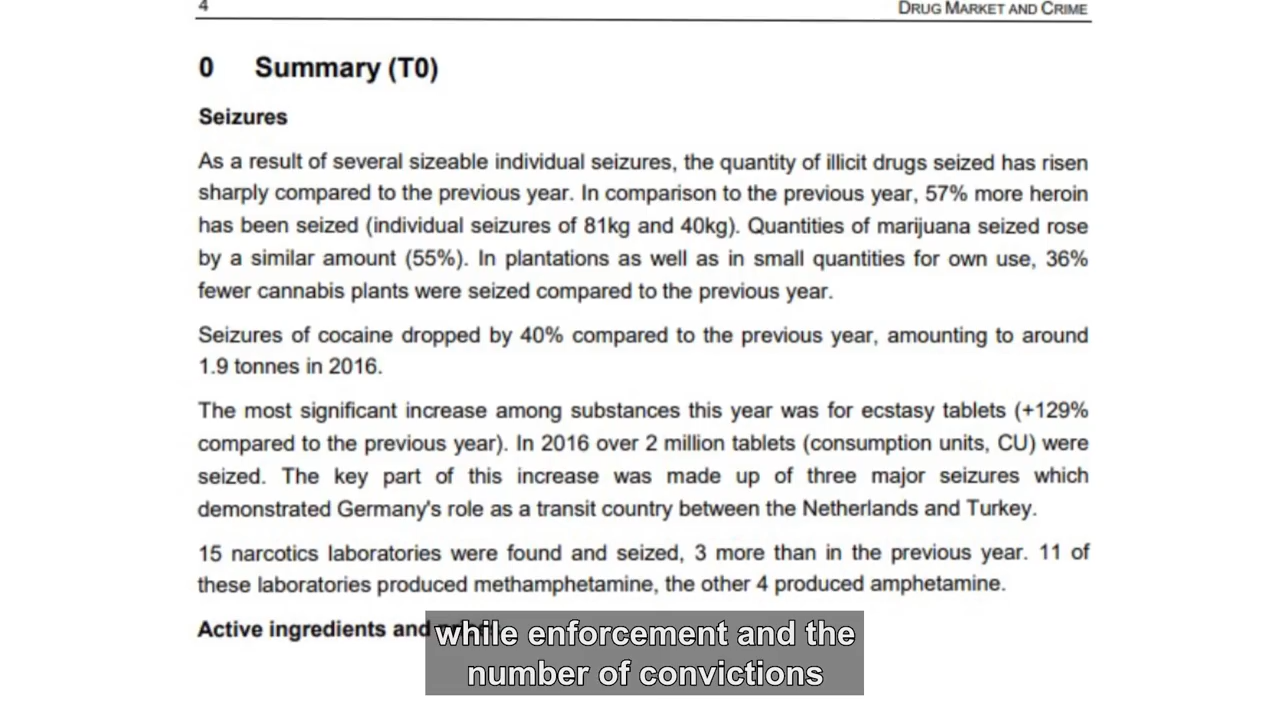 4 DRUG MARKET AND CRIME
0 Summary (T0)
Seizures
As a result of several sizeable individual seizures, the quantity of illicit drugs seized has risen
sharply compared to the previous year. In comparison to the previous year, 57% more heroin
has been seized (individual seizures of 81kg and 40kg). Quantities of marijuana seized rose
by a similar amount (55%). In plantations as well as in small quantities for own use, 36%
fewer cannabis plants were seized compared to the previous year.
Seizures of cocaine dropped by 40% compared to the previous year, amounting to around
1.9 tonnes in 2016.
The most significant increase among substances this year was for ecstasy tablets (+129%
compared to the previous year). In 2016 over 2 million tablets (consumption units, CU) were
seized. The key part of this increase was made up of three major seizures which
demonstrated Germany's role as a transit country between the Netherlands and Turkey.
15 narcotics laboratories were found and seized, 3 more than in the previous year. 11 of
these laboratories produced methamphetamine, the other 4 produced amphetamine.
Active ingredients and
while enforcement and the
number of convictions